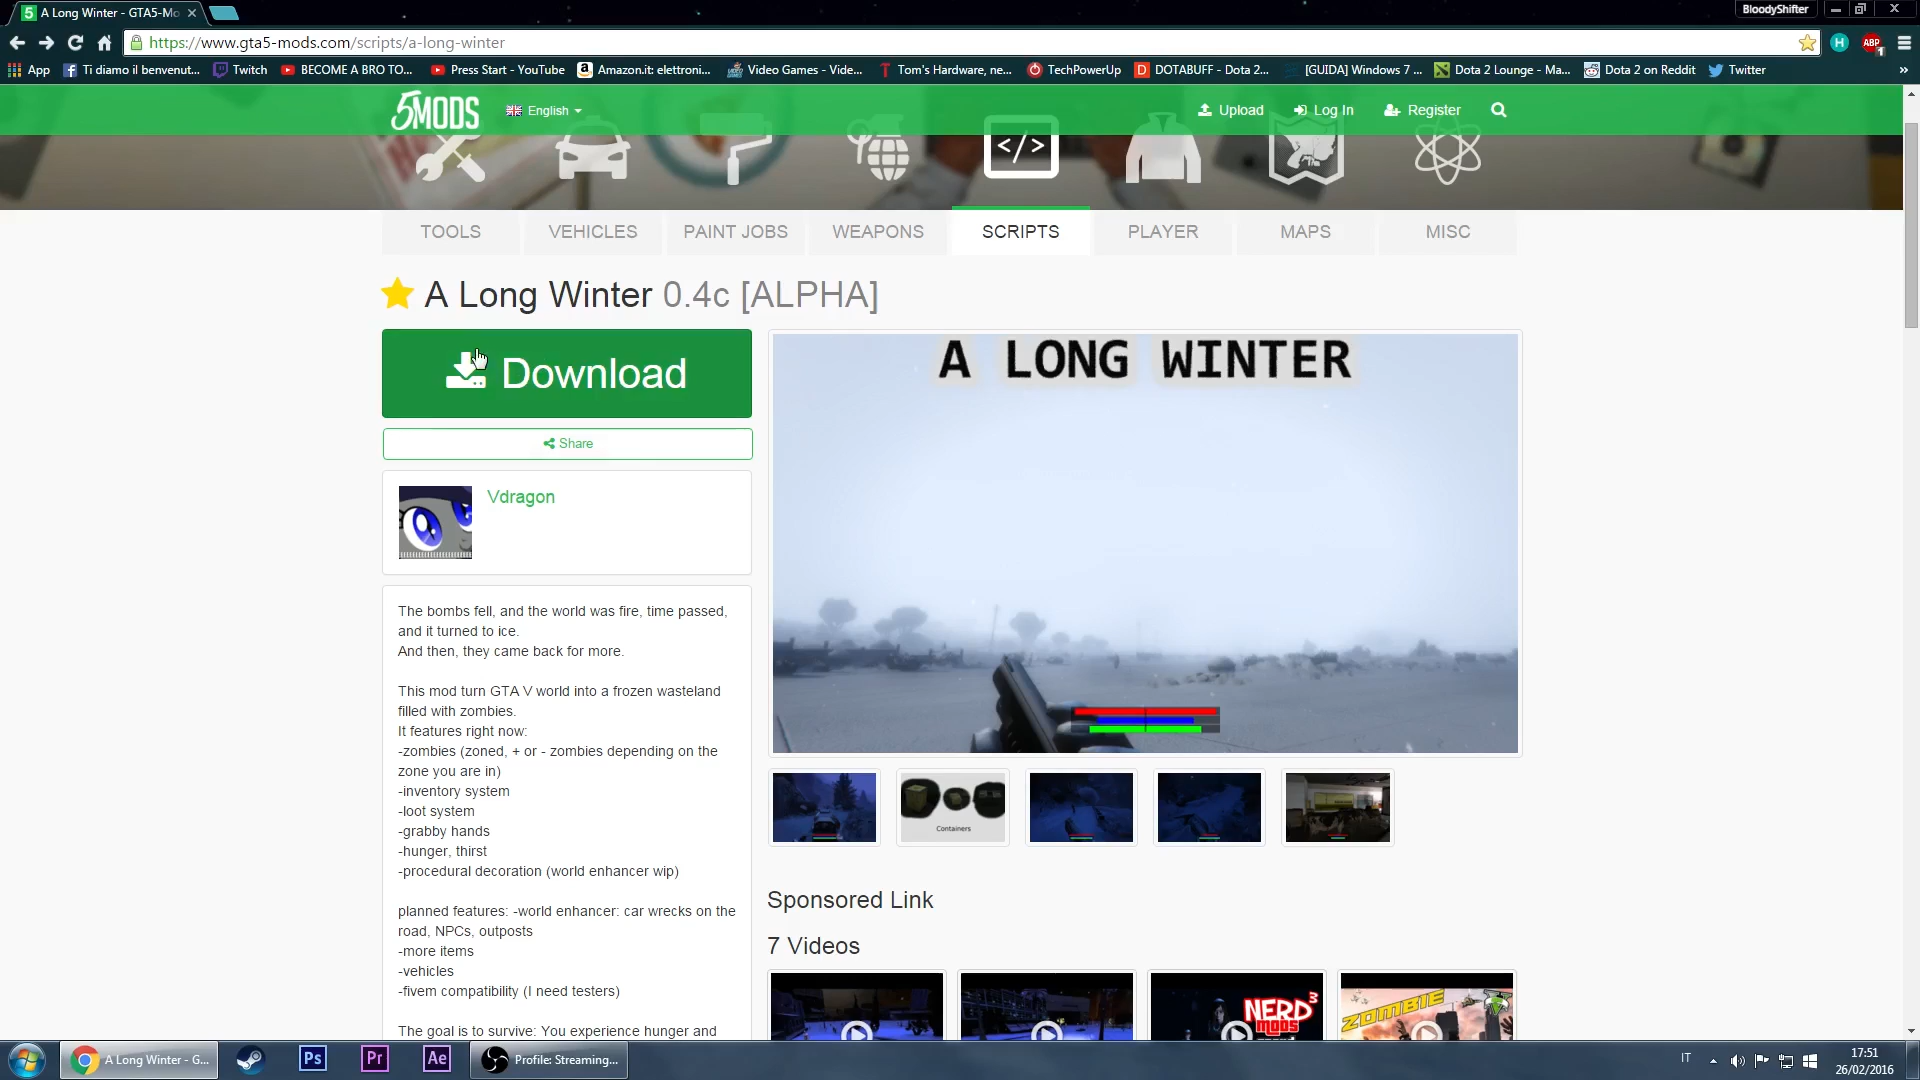 A Long Winter - GTA5-Mo
BloodyShifter
https://www.gta5-mods.com/scripts/a-long-winter
ABP
1
App
Ti diamo il benvenut...
Twitch
BECOME A BRO TO...
Press Start - YouTube
Amazon.it: elettroni...
Video Games - Vide...
Tom's Hardware, ne...
TechPowerUp
DOTABUFF - Dota 2...
[GUIDA] Windows 7 ...
Dota 2 Lounge - Ma...
Dota 2 on Reddit
Twitter
5MODS
English
Upload
Log In
Register
TOOLS
VEHICLES
PAINT JOBS
WEAPONS
SCRIPTS
PLAYER
MAPS
MISC
A Long Winter 0.4c [ALPHA]
Download
Share
Vdragon
The bombs fell, and the world was fire, time passed,
and it turned to ice.
And then, they came back for more.
This mod turn GTA V world into a frozen wasteland
filled with zombies.
It features right now:
-zombies (zoned, + or - zombies depending on the
zone you are in)
-inventory system
-loot system
-grabby hands
-hunger, thirst
-procedural decoration (world enhancer wip)
planned features: -world enhancer: car wrecks on the
road, NPCs, outposts
-more items
-vehicles
-fivem compatibility (I need testers)
The goal is to survive: You experience hunger and
A LONG WINTER
Containers
Sponsored Link
7 Videos
NERD³
MODS
ZOMBIE
A Long Winter - G...
Ps
Pr
Ae
Profile: Streaming...
IT
17:51
26/02/2016